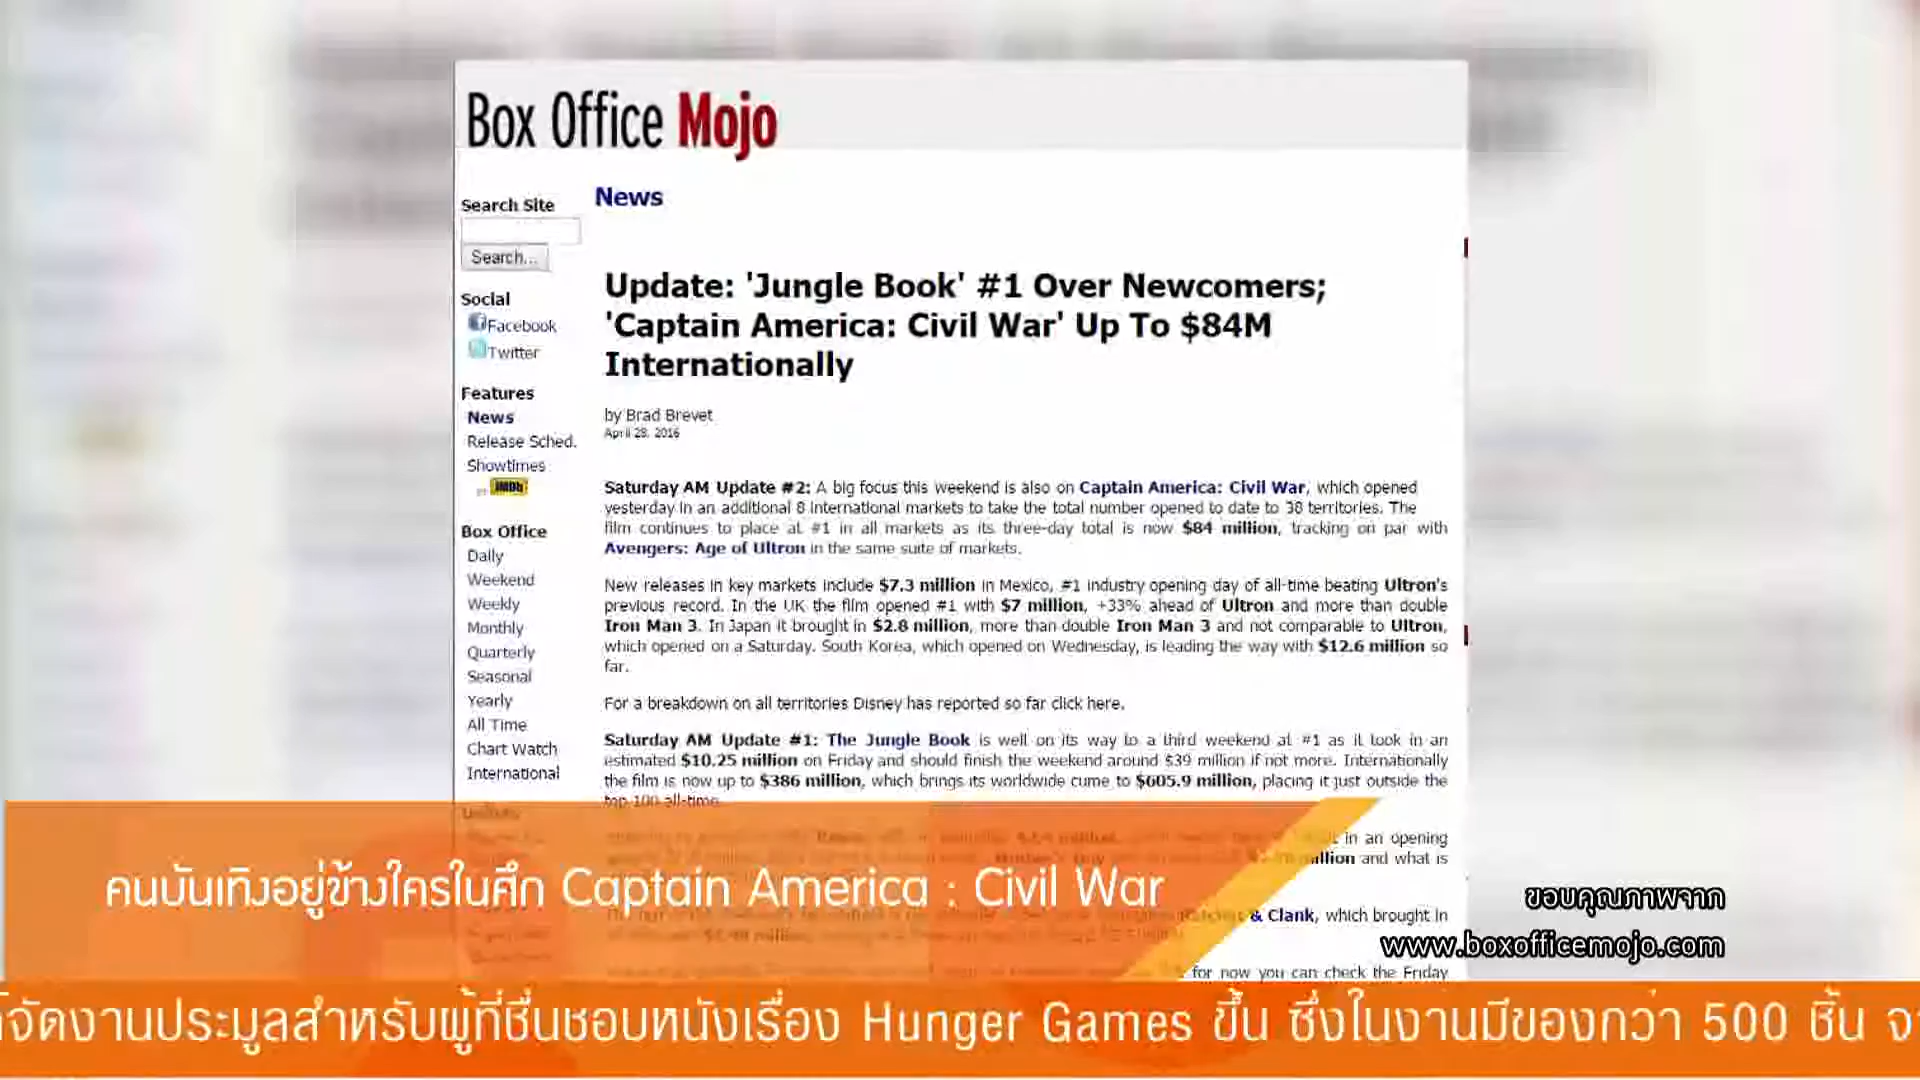 Box Office Mojo
Search Site
Search...
Social
Facebook
Twitter
Features
News
Release Sched.
Showtimes
IMDb
Box Office
Daily
Weekend
Weekly
Monthly
Quarterly
Seasonal
Yearly
All Time
Chart Watch
International
News
Update: 'Jungle Book' #1 Over Newcomers;
'Captain America: Civil War' Up To $84M
Internationally
by Brad Brevet
April 28, 2016
Saturday AM Update #2: A big focus this weekend is also on Captain America: Civil War, which opened
yesterday in an additional 8 international markets to take the total number opened to date to 38 territories. The
film continues to place at #1 in all markets as its three-day total is now $84 million, tracking on par with
Avengers: Age of Ultron in the same suite of markets.
New releases in key markets include $7.3 million in Mexico, #1 industry opening day of all-time beating Ultron's
previous record. In the UK the film opened #1 with $7 million, +33% ahead of Ultron and more than double
Iron Man 3. In Japan it brought in $2.8 million, more than double Iron Man 3 and not comparable to Ultron,
which opened on a Saturday. South Korea, which opened on Wednesday, is leading the way with $12.6 million so
far.
For a breakdown on all territories Disney has reported so far click here.
Saturday AM Update #1: The Jungle Book is well on its way to a third weekend at #1 as it took in an
estimated $10.25 million on Friday and should finish the weekend around $39 million if not more. Internationally
the film is now up to $386 million, which brings its worldwide cume to $605.9 million, placing it just outside the
top 100 all-time.
in an opening
million and what is
& Clank, which brought in
for now you can check the Friday
คนบันเทิงอยู่ข้างใครในศึก Captain America : Civil War
ขอบคุณภาพจาก
www.boxofficemojo.com
จัดงานประมูลสำหรับผู้ที่ชื่นชอบหนังเรื่อง Hunger Games ขึ้น ซึ่งในงานมีของกว่า 500 ชิ้น